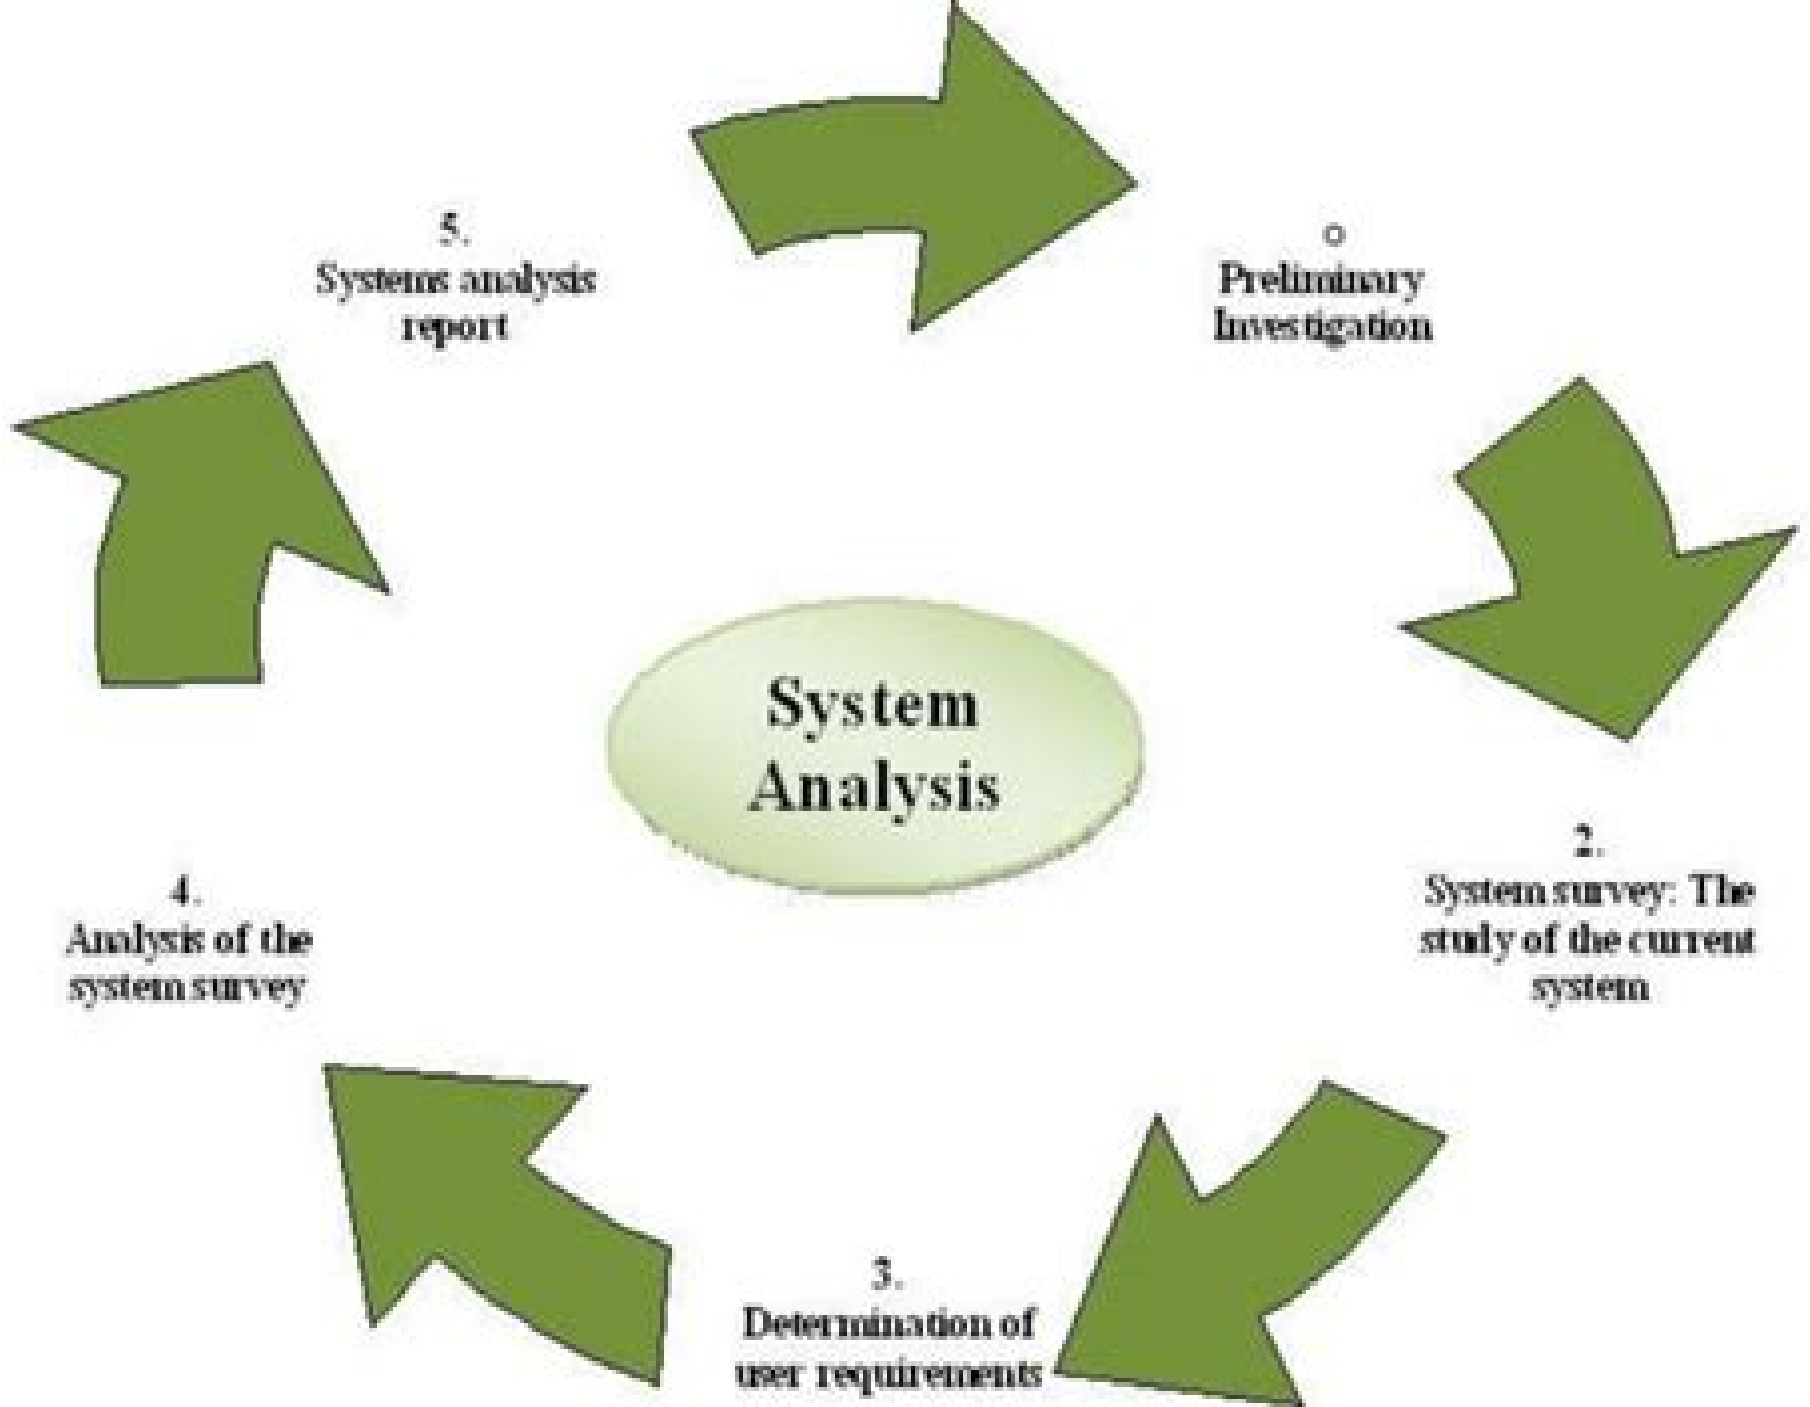 5.
Systems analysis
report
o
Preliminary
Investigation
System
Analysis
2.
System survey: The
study of the current
system
4.
Analysis of the
system survey
3.
Determination of
user requirements